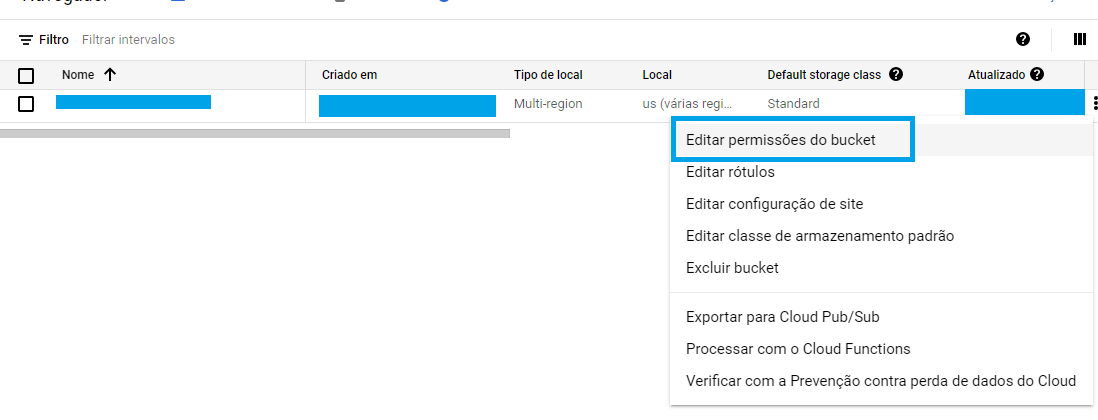 Navegador
Filtro Filtrar intervalos
Nome Criado em Tipo de local Local Default storage class Atualizado
Multi-region us (várias regi... Standard
Editar permissões do bucket
Editar rótulos
Editar configuração de site
Editar classe de armazenamento padrão
Excluir bucket
Exportar para Cloud Pub/Sub
Processar com o Cloud Functions
Verificar com a Prevenção contra perda de dados do Cloud